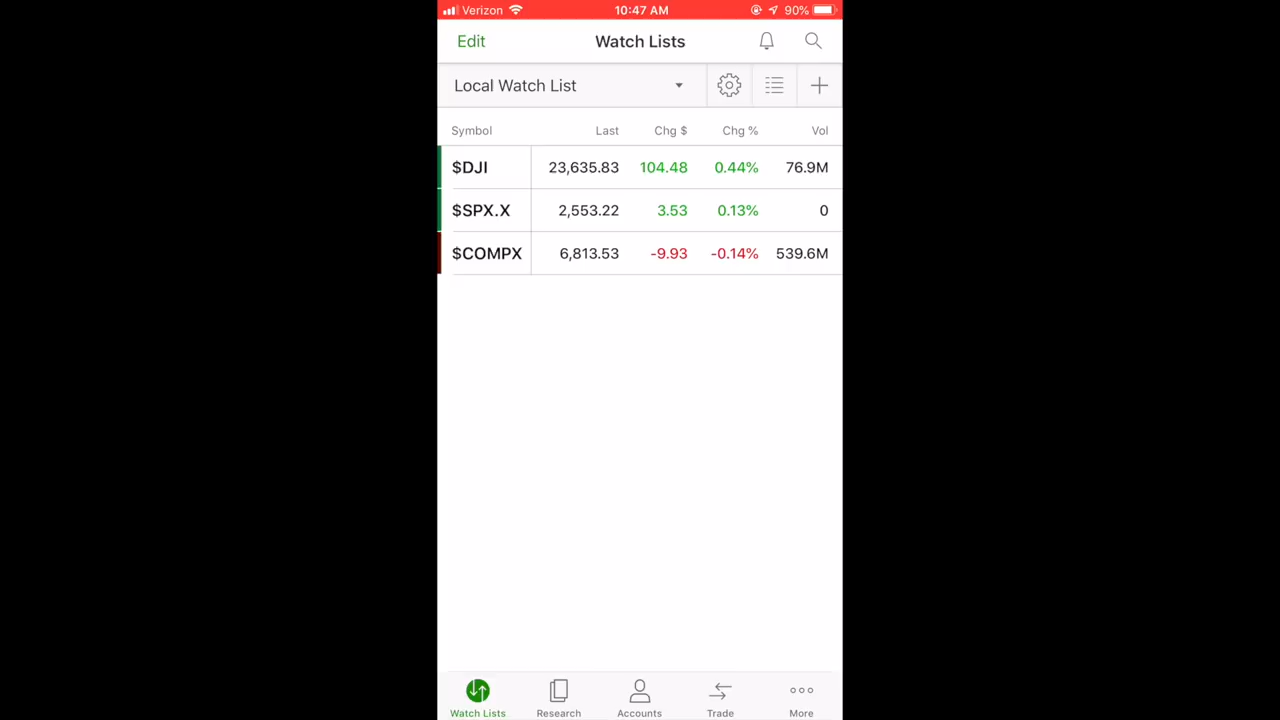 Verizon 10:47 AM 90%
Edit Watch Lists
Local Watch List
Symbol Last Chg $ Chg % Vol
$DJI 23,635.83 104.48 0.44% 76.9M
$SPX.X 2,553.22 3.53 0.13% 0
$COMPX 6,813.53 -9.93 -0.14% 539.6M
Watch Lists Research Accounts Trade More